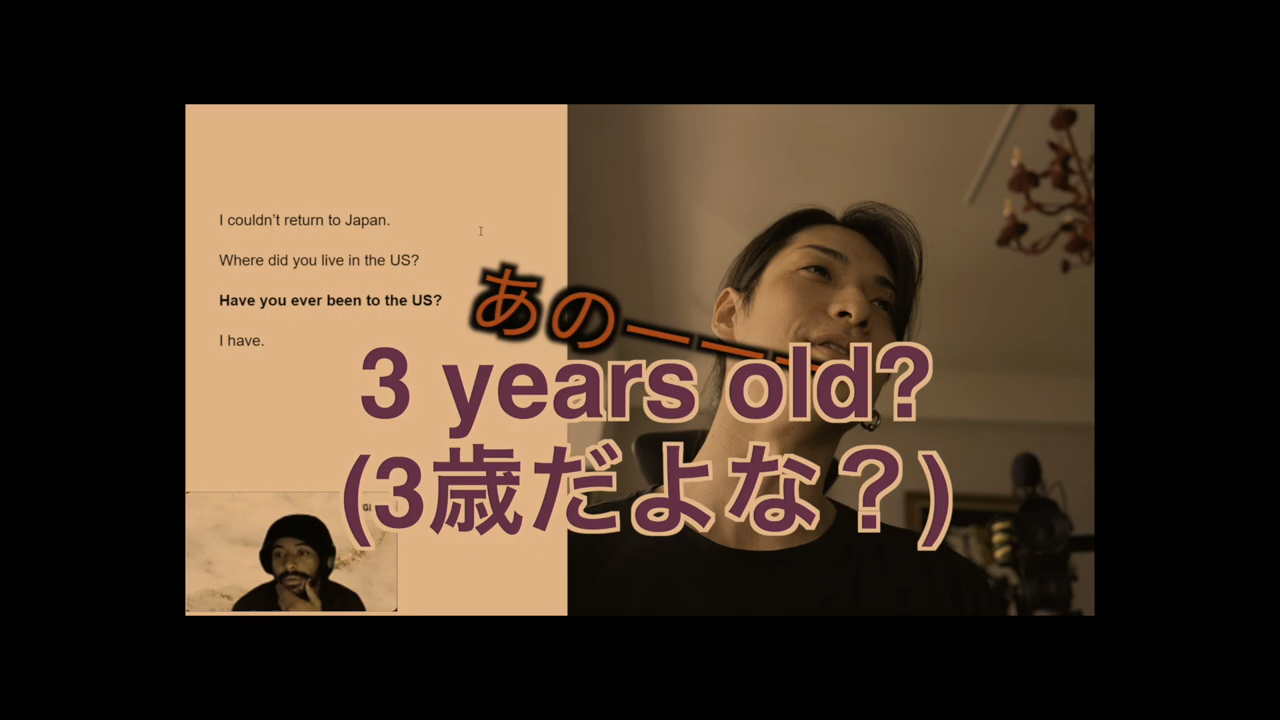 I couldn't return to Japan.
Where did you live in the US?
Have you ever been to the US?
I have.
あのーーー
3 years old?
(3歳だよな？)